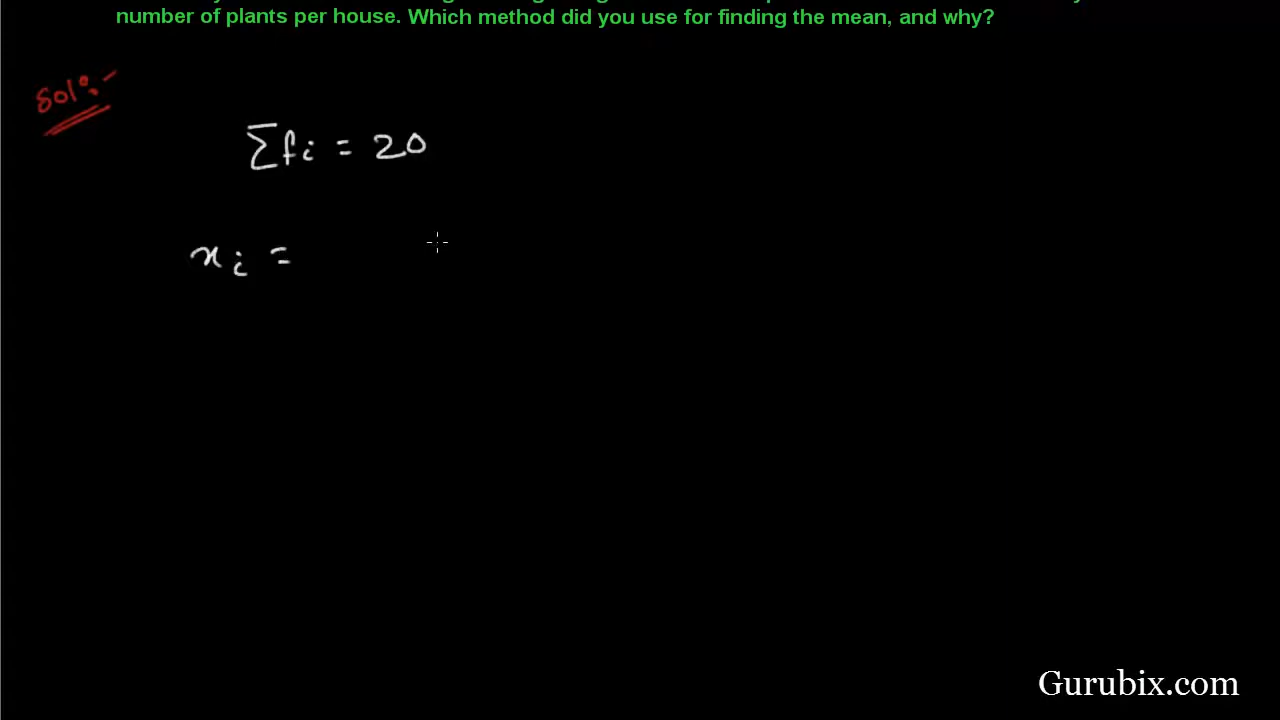 number of plants per house. Which method did you use for finding the mean, and why?
Solⁿ:-
∑fi = 20
xi =
Gurubix.com